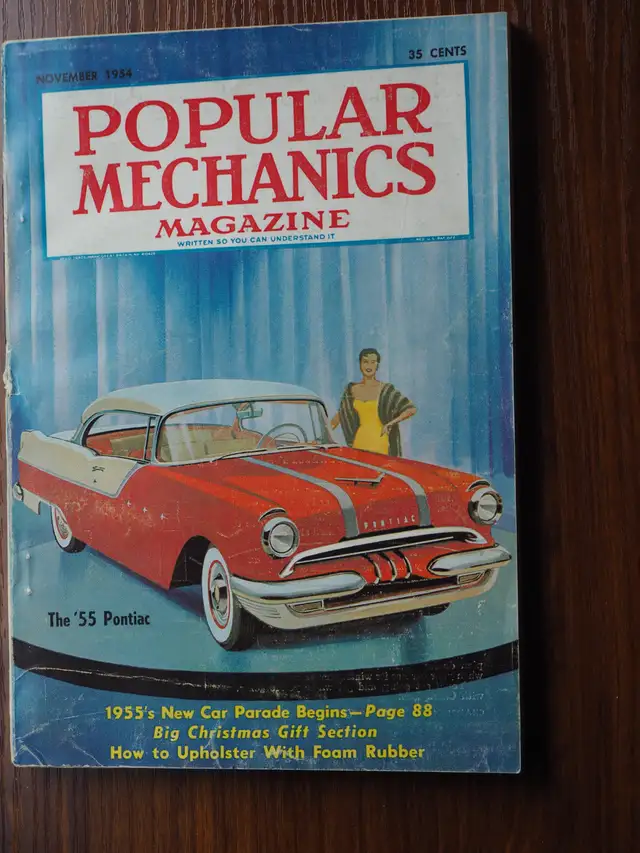 NOVEMBER 1954
35 CENTS
POPULAR
MECHANICS
MAGAZINE
WRITTEN SO YOU CAN UNDERSTAND IT
PONTIAC
The '55 Pontiac
1955's New Car Parade Begins—Page 88
Big Christmas Gift Section
How to Upholster With Foam Rubber